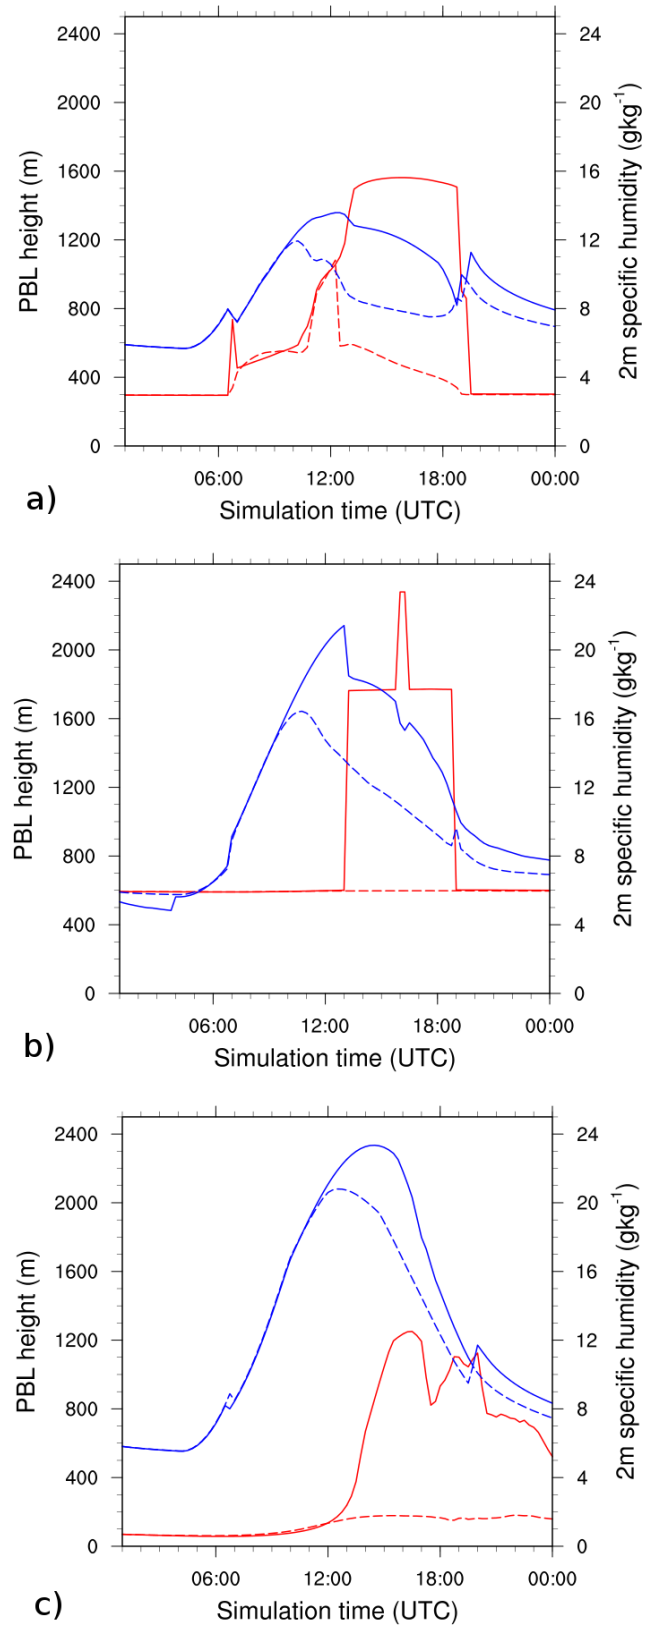 2400
2000
1600
1200
800
400
0
PBL height (m)
24
20
16
12
8
4
0
2m specific humidity (gkg⁻¹)
06:00 12:00 18:00 00:00
Simulation time (UTC)
a)
2400
2000
1600
1200
800
400
0
PBL height (m)
24
20
16
12
8
4
0
2m specific humidity (gkg⁻¹)
06:00 12:00 18:00 00:00
Simulation time (UTC)
b)
2400
2000
1600
1200
800
400
0
PBL height (m)
24
20
16
12
8
4
0
2m specific humidity (gkg⁻¹)
06:00 12:00 18:00 00:00
Simulation time (UTC)
c)